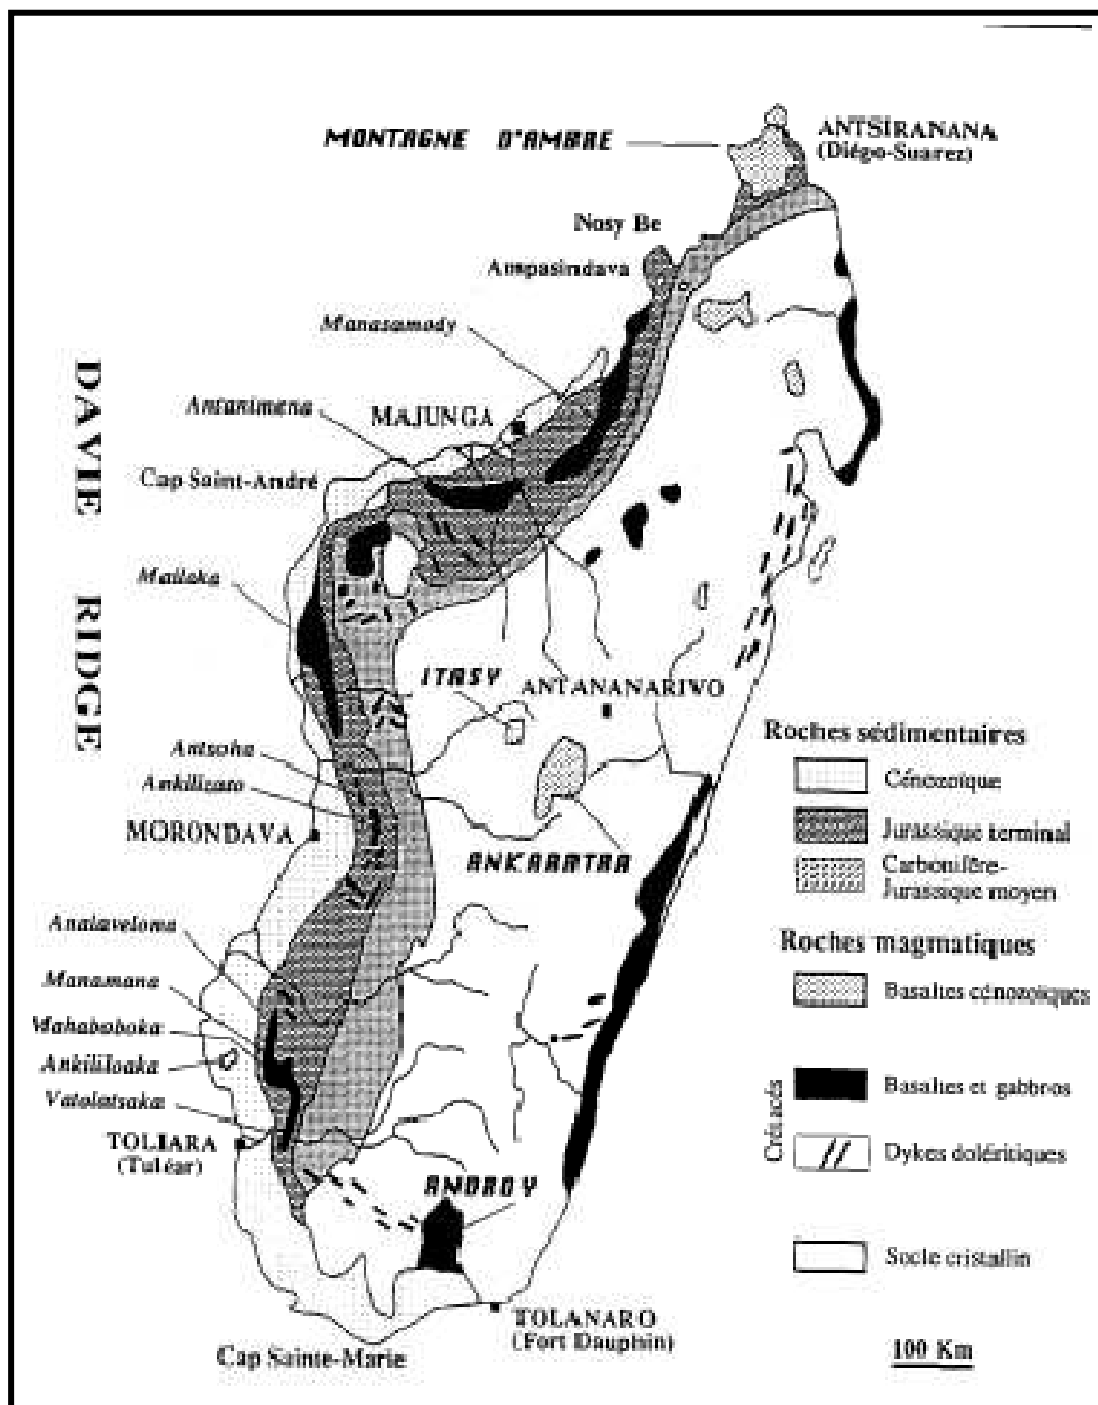 MONTAGNE D'AMBRE
ANTSIRANANA
(Diégo-Suarez)
Nosy Be
Ampasindava
Manasamody
Antanimena
MAJUNGA
Cap Saint-André
DAVIE RIDGE
Mailaka
ITASY
ANTANANARIVO
Antsoha
Ankilizato
MORONDAVA
ANKARATRA
Analaveloma
Manamana
Mahaboboka
Ankililoaka
Vatolatsaka
TOLIARA
(Tuléar)
ANDROY
TOLANARO
(Fort Dauphin)
Cap Sainte-Marie
Roches sédimentaires
Cénozoïque
Jurassique terminal
Carbonifère-
Jurassique moyen
Roches magmatiques
Basaltes cénozoïques
Crétacés
Basaltes et gabbros
Dykes doléritiques
Socle cristallin
100 Km